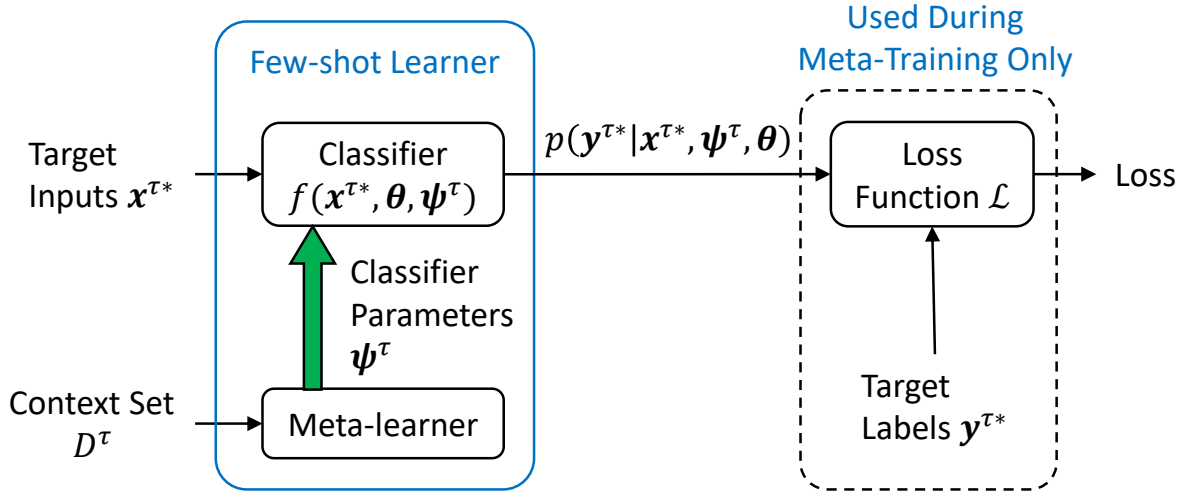 Used During
Meta-Training Only
Few-shot Learner
Target
Inputs 𝒙^{τ*}
Classifier
f(𝒙^{τ*}, 𝜽, 𝝍^τ)
p(𝒚^{τ*}|𝒙^{τ*}, 𝝍^τ, 𝜽)
Loss
Function ℒ
Loss
Classifier
Parameters
𝝍^τ
Context Set
D^τ
Meta-learner
Target
Labels 𝒚^{τ*}